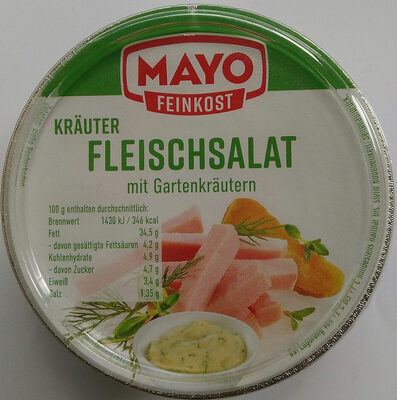 MAYO
FEINKOST
KRÄUTER
FLEISCHSALAT
mit Gartenkräutern
100 g enthalten durchschnittlich:
Brennwert 1430 kJ / 346 kcal
Fett 34,5 g
- davon gesättigte Fettsäuren 4,2 g
Kohlenhydrate 4,9 g
- davon Zucker 4,7 g
Eiweiß 3,4 g
Salz 1,35 g